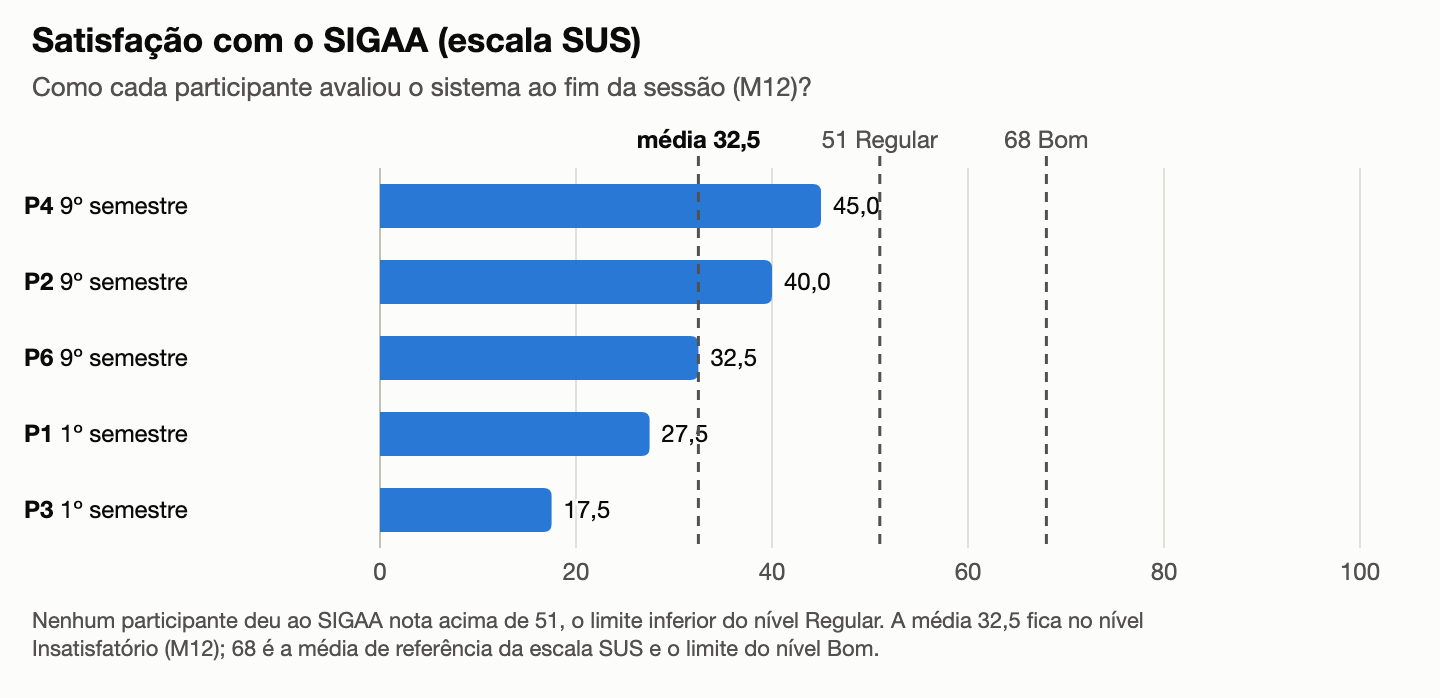 Satisfação com o SIGAA (escala SUS)
Como cada participante avaliou o sistema ao fim da sessão (M12)?
média 32,5 51 Regular 68 Bom
P4 9º semestre 45,0
P2 9º semestre 40,0
P6 9º semestre 32,5
P1 1º semestre 27,5
P3 1º semestre 17,5
0 20 40 60 80 100
Nenhum participante deu ao SIGAA nota acima de 51, o limite inferior do nível Regular. A média 32,5 fica no nível
Insatisfatório (M12); 68 é a média de referência da escala SUS e o limite do nível Bom.